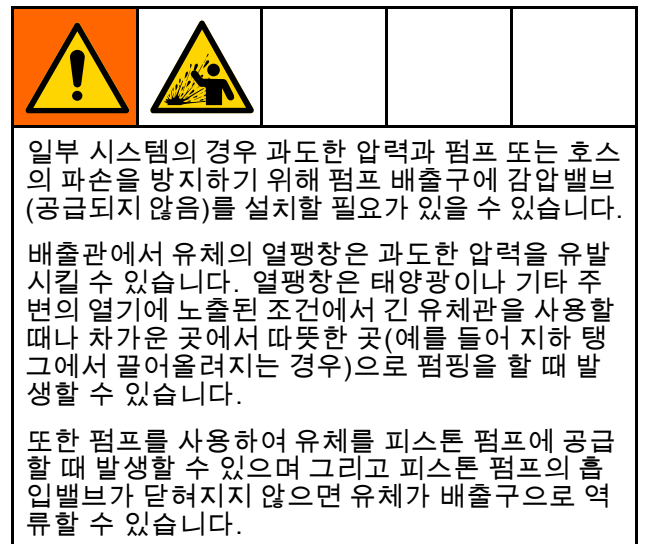 일부 시스템의 경우 과도한 압력과 펌프 또는 호스
의 파손을 방지하기 위해 펌프 배출구에 감압밸브
(공급되지 않음)를 설치할 필요가 있을 수 있습니다.
배출관에서 유체의 열팽창은 과도한 압력을 유발
시킬 수 있습니다. 열팽창은 태양광이나 기타 주
변의 열기에 노출된 조건에서 긴 유체관을 사용할
때나 차가운 곳에서 따뜻한 곳(예를 들어 지하 탱
크에서 끌어올려지는 경우)으로 펌핑을 할 때 발
생할 수 있습니다.
또한 펌프를 사용하여 유체를 피스톤 펌프에 공급
할 때 발생할 수 있으며 그리고 피스톤 펌프의 흡
입밸브가 닫혀지지 않으면 유체가 배출구으로 역
류할 수 있습니다.